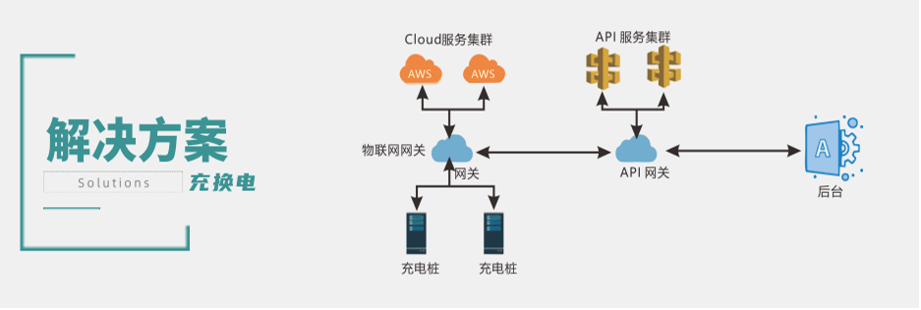 解决方案
Solutions
充换电
Cloud服务集群
API 服务集群
AWS
AWS
物联网网关
网关
API 网关
A
后台
充电桩
充电桩